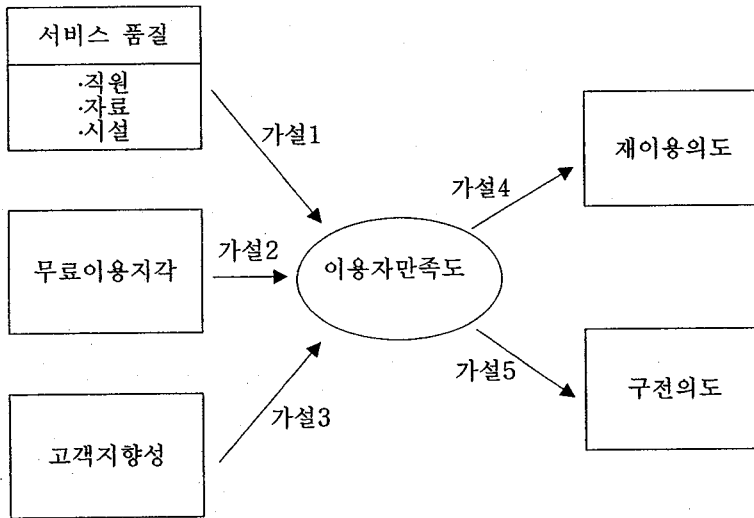 서비스 품질
·직원
·자료
·시설
가설1
무료이용지각
가설2
고객지향성
가설3
이용자만족도
가설4
재이용의도
가설5
구전의도